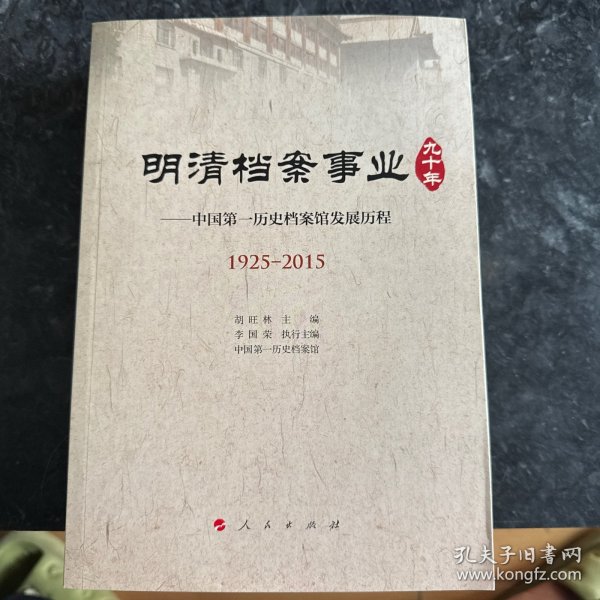 明清档案事业
九十年
——中国第一历史档案馆发展历程
1925-2015
胡旺林 主 编
李国荣 执行主编
中国第一历史档案馆
人民出版社
孔夫子旧书网
www.kongfz.com